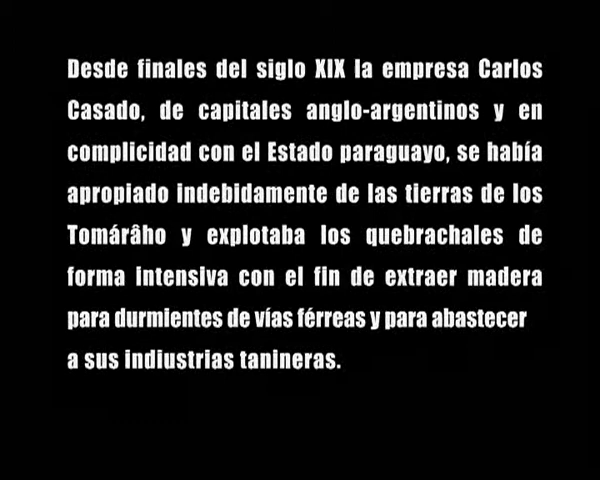 Desde finales del siglo XIX la empresa Carlos
Casado, de capitales anglo-argentinos y en
complicidad con el Estado paraguayo, se había
apropiado indebidamente de las tierras de los
Tomárâho y explotaba los quebrachales de
forma intensiva con el fin de extraer madera
para durmientes de vías férreas y para abastecer
a sus indiustrias tanineras.